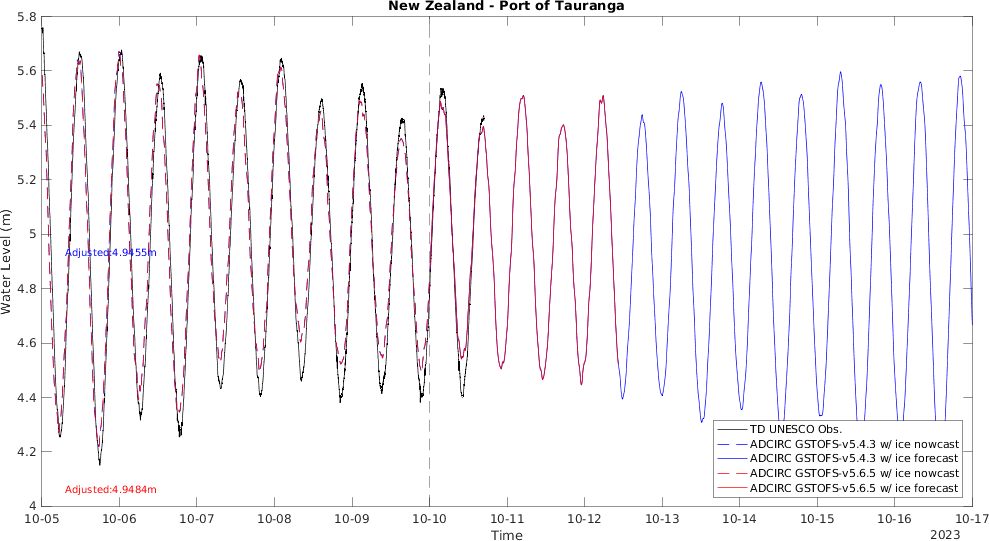 New Zealand - Port of Tauranga
5.8
5.6
5.4
5.2
5
4.8
4.6
4.4
4.2
4
Water Level (m)
Adjusted:4.9455m
Adjusted:4.9484m
TD UNESCO Obs.
ADCIRC GSTOFS-v5.4.3 w/ ice nowcast
ADCIRC GSTOFS-v5.4.3 w/ ice forecast
ADCIRC GSTOFS-v5.6.5 w/ ice nowcast
ADCIRC GSTOFS-v5.6.5 w/ ice forecast
10-05 10-06 10-07 10-08 10-09 10-10 10-11 10-12 10-13 10-14 10-15 10-16 10-17
Time
2023